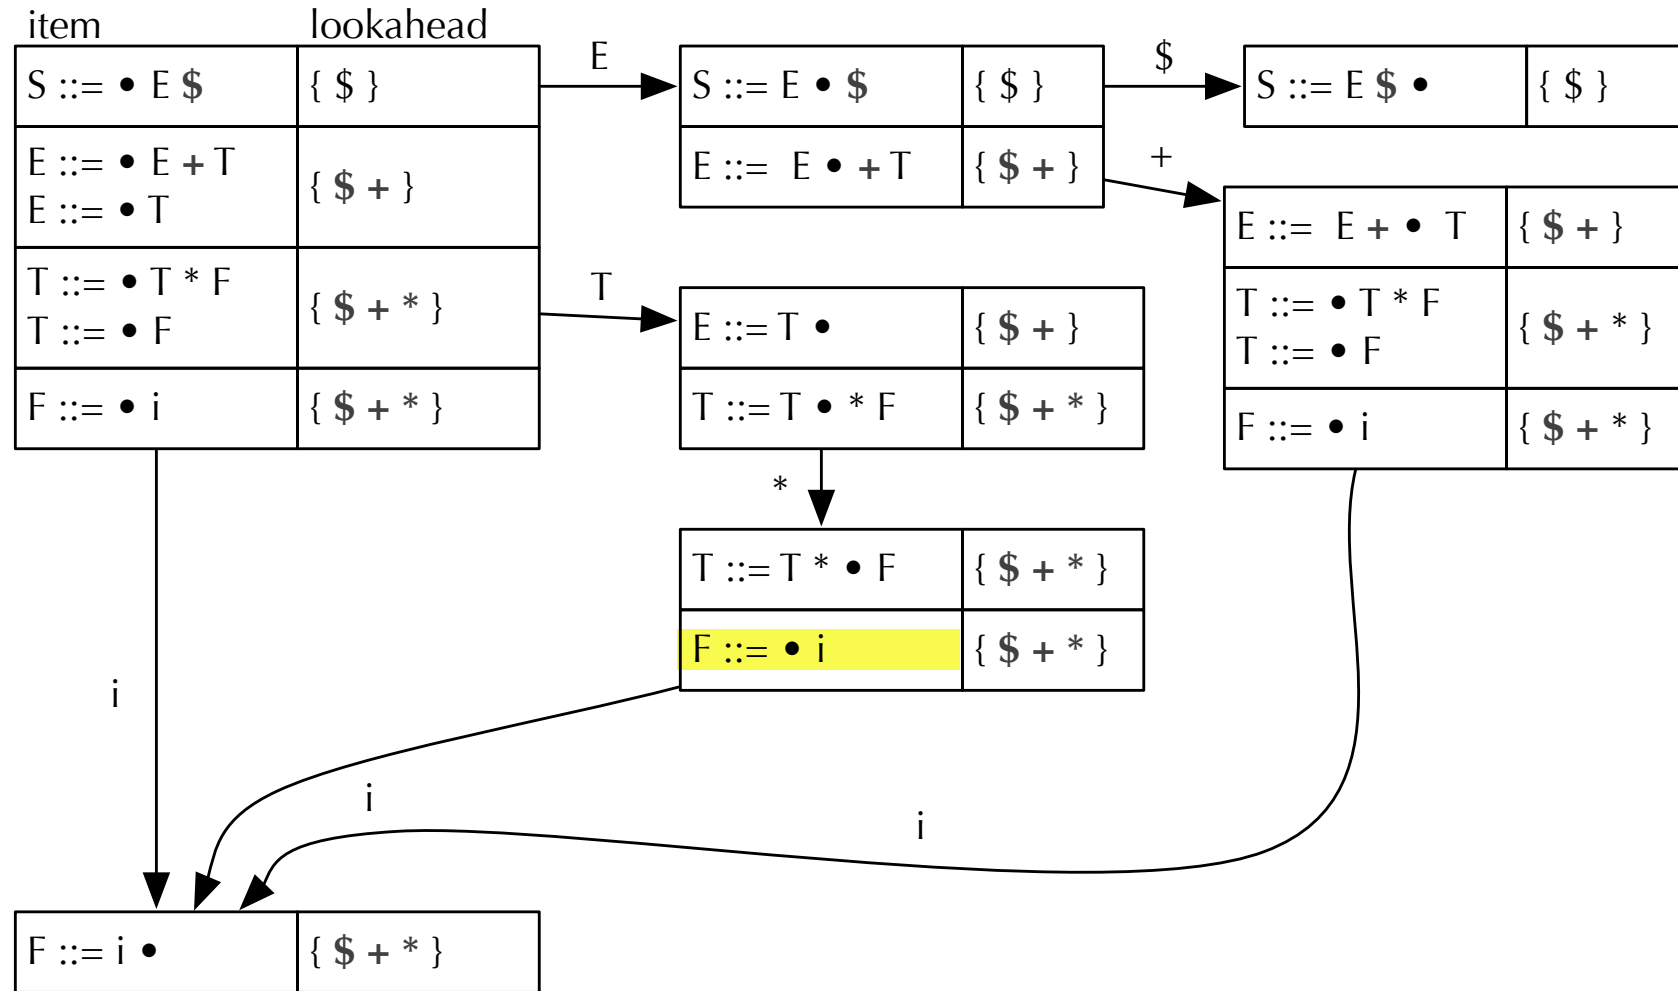 item lookahead
S ::= • E $ { $ }
E ::= • E + T
E ::= • T
{ $ + }
T ::= • T * F
T ::= • F
{ $ + * }
F ::= • i { $ + * }
E
S ::= E • $ { $ }
E ::= E • + T { $ + }
$
S ::= E $ • { $ }
+
E ::= E + • T { $ + }
T ::= • T * F
T ::= • F
{ $ + * }
F ::= • i { $ + * }
T
E ::= T • { $ + }
T ::= T • * F { $ + * }
*
T ::= T * • F { $ + * }
F ::= • i { $ + * }
i
i
i
F ::= i • { $ + * }